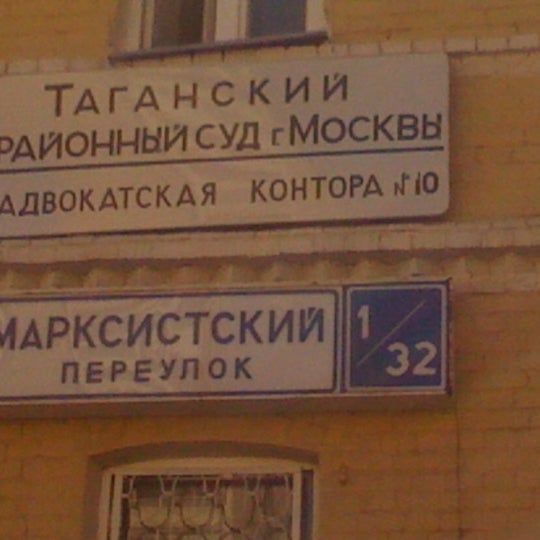 ТАГАНСКИЙ
РАЙОННЫЙ СУД г МОСКВЫ
АДВОКАТСКАЯ КОНТОРА №10
МАРКСИСТСКИЙ
ПЕРЕУЛОК
1/32